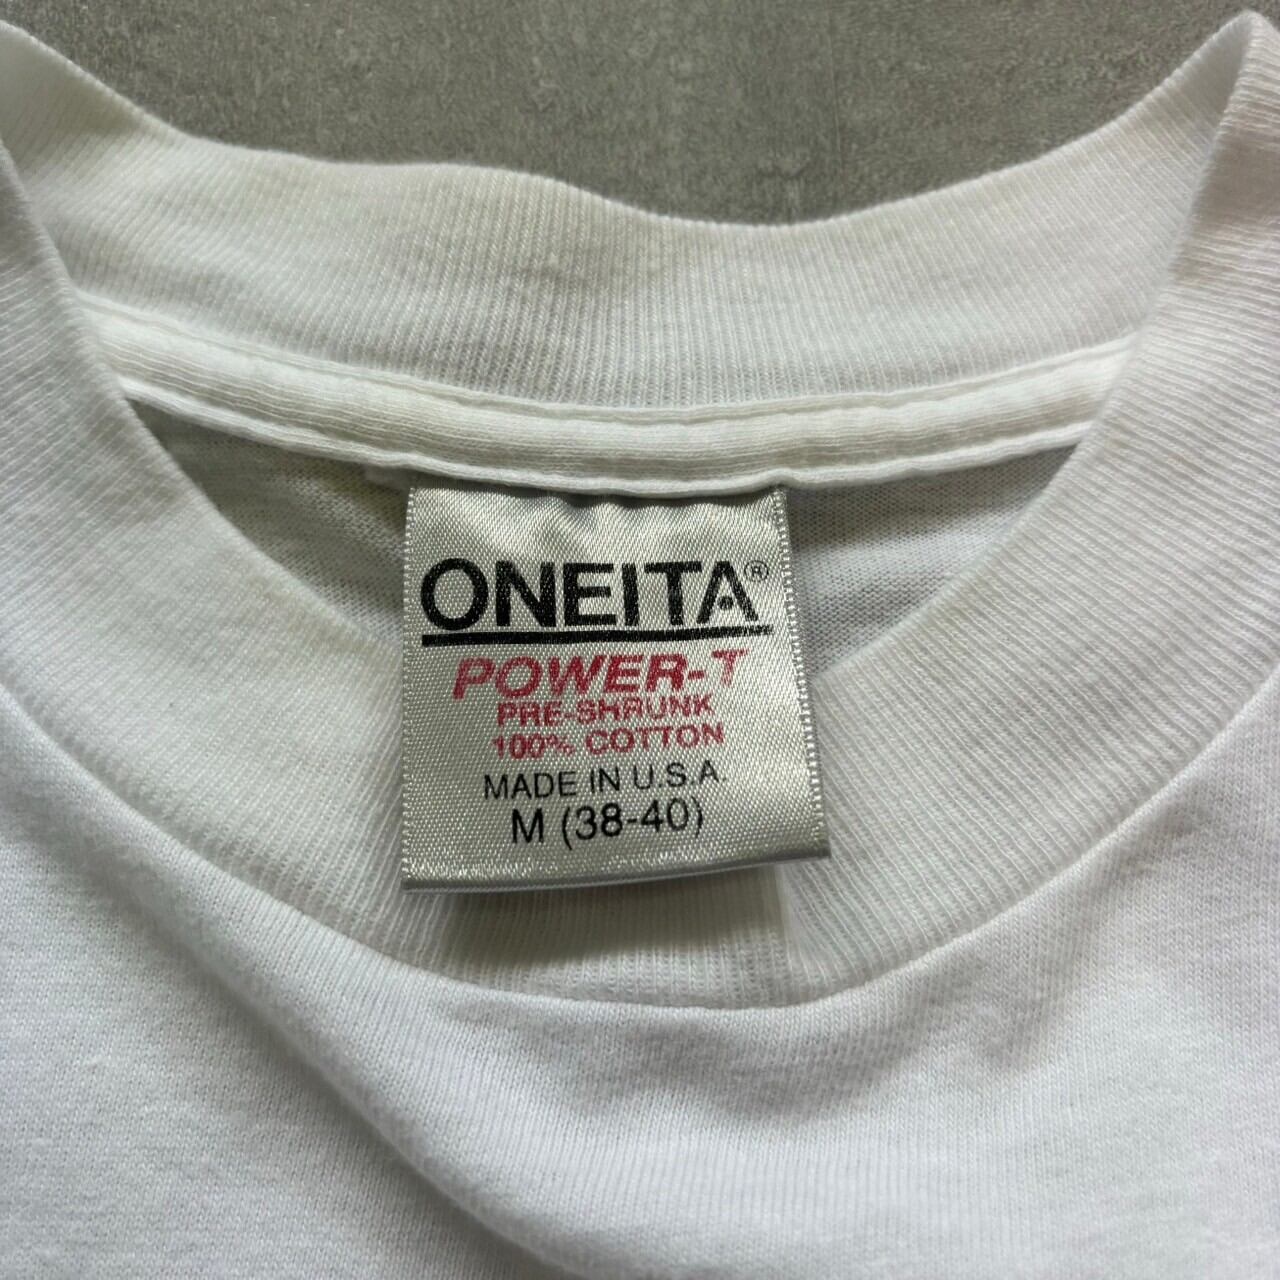 ONEITA®
POWER-T
PRE-SHRUNK
100% COTTON
MADE IN U.S.A.
M (38-40)